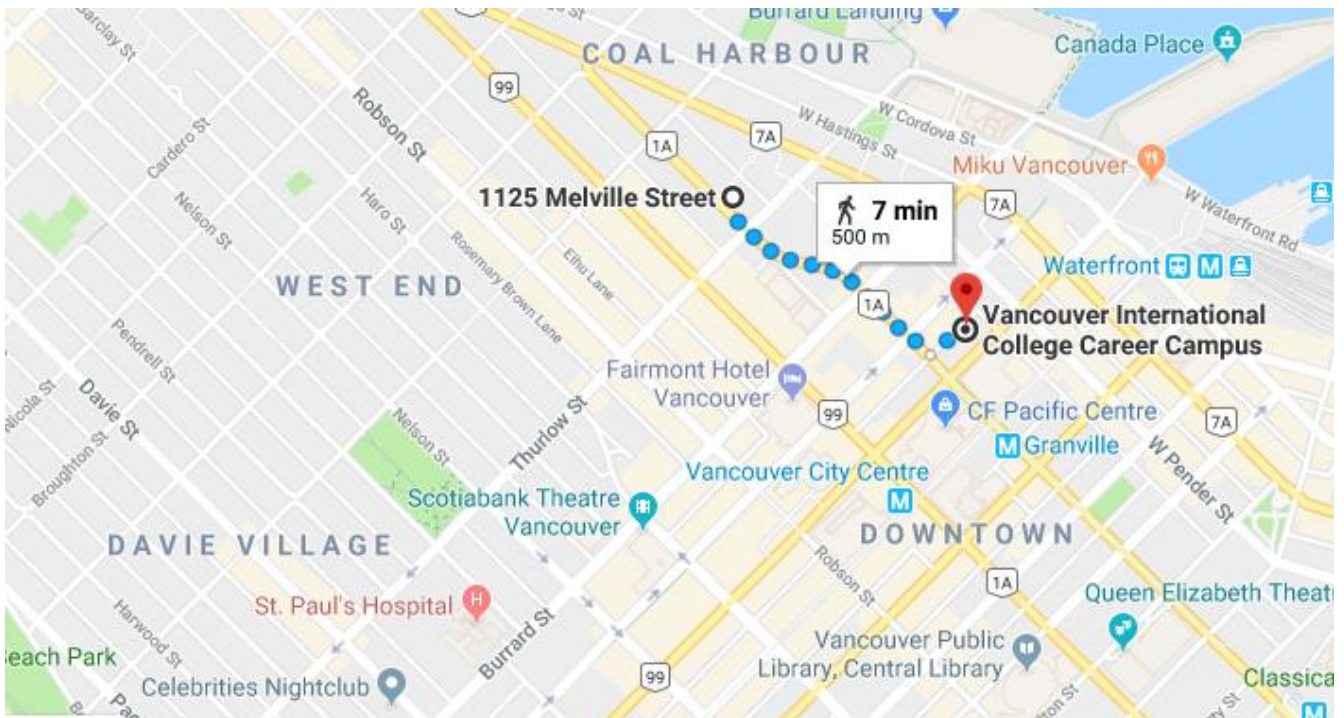 Burrard Landing
Barclay St
COAL HARBOUR
Canada Place
99
Robson St
W Cordova St
W Hastings St
Cardero St
1A
7A
Miku Vancouver
Nelson St
Haro St
1125 Melville Street
7 min
500 m
7A
W Waterfront Rd
Rosemary Brown Lane
Elhu Lane
WEST END
Waterfront
M
1A
Vancouver International
College Career Campus
Pendrell St
Davie St
Nicola St
Fairmont Hotel
Vancouver
99
CF Pacific Centre
7A
Nelson St
Thurlow St
M
Granville
W Pender St
Broughton St
Vancouver City Centre
M
Scotiabank Theatre
Vancouver
DAVIE VILLAGE
DOWNTOWN
Robson St
1A
St. Paul's Hospital
H
Queen Elizabeth Theatr
Harwood St
Burrard St
Vancouver Public
Library, Central Library
each Park
99
Celebrities Nightclub
Classica
M